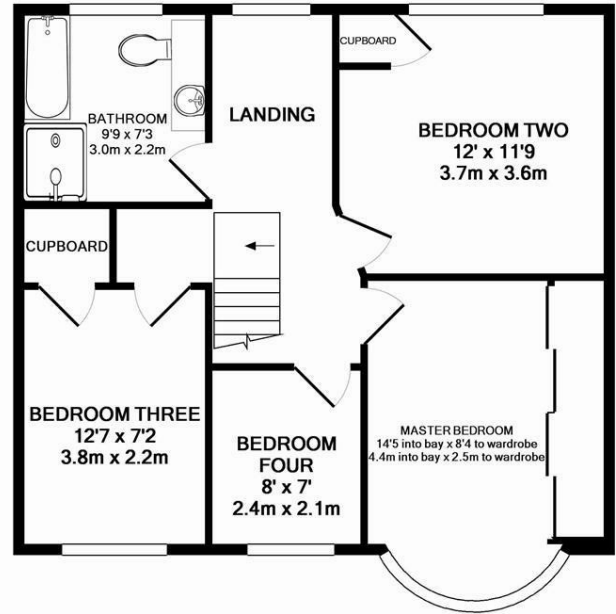 BATHROOM
9'9 x 7'3
3.0m x 2.2m
LANDING
CUPBOARD
BEDROOM TWO
12' x 11'9
3.7m x 3.6m
CUPBOARD
BEDROOM THREE
12'7 x 7'2
3.8m x 2.2m
BEDROOM
FOUR
8' x 7'
2.4m x 2.1m
MASTER BEDROOM
14'5 into bay x 8'4 to wardrobe
4.4m into bay x 2.5m to wardrobe